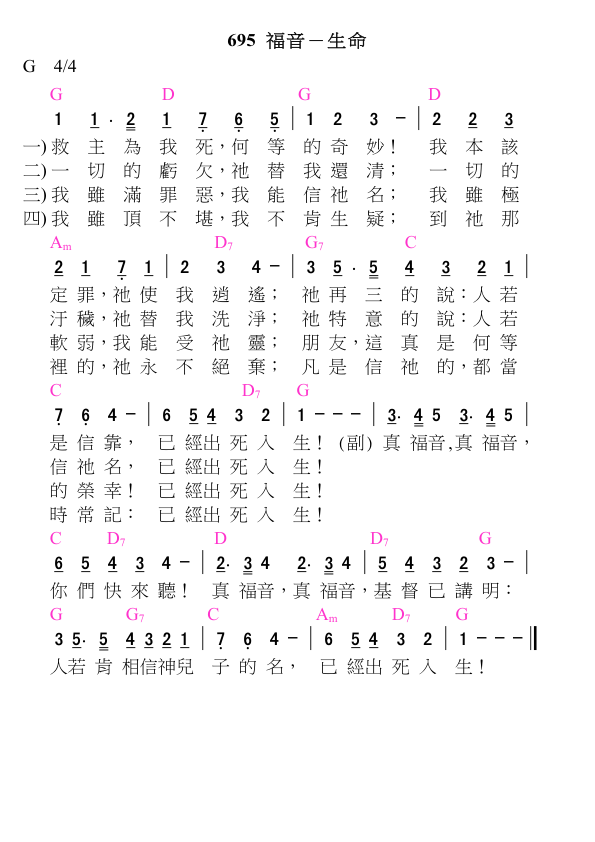 695 福音－生命
G 4/4
G D G D
1 1 . 2 1 7 6 5 | 1 2 3 － | 2 2 3
一)救 主 為 我 死，何 等 的 奇 妙！ 我 本 該
二)一 切 的 虧 欠，祂 替 我 還 清； 一 切 的
三)我 雖 滿 罪 惡，我 能 信 祂 名； 我 雖 極
四)我 雖 頂 不 堪，我 不 肯 生 疑； 到 祂 那
Am D7 G7 C
2 1 7 1 | 2 3 4 － | 3 5 . 5 4 3 2 1 |
定 罪，祂 使 我 逍 遙； 祂 再 三 的 說：人 若
汙 穢，祂 替 我 洗 淨； 祂 特 意 的 說：人 若
軟 弱，我 能 受 祂 靈； 朋 友，這 真 是 何 等
裡 的，祂 永 不 絕 棄； 凡 是 信 祂 的，都 當
C D7 G
7 6 4 － | 6 5 4 3 2 | 1 － － － | 3. 4 5 3. 4 5 |
是 信 靠， 已 經出 死 入 生！ (副) 真 福音,真 福音，
信 祂 名， 已 經出 死 入 生！
的 榮 幸！ 已 經出 死 入 生！
時 常 記： 已 經出 死 入 生！
C D7 D D7 G
6 5 4 3 4 － | 2. 3 4 2. 3 4 | 5 4 3 2 3 － |
你 們 快 來 聽！ 真 福音，真 福音，基 督 已 講 明：
G G7 C Am D7 G
3 5. 5 4 3 2 1 | 7 6 4 － | 6 5 4 3 2 | 1 － － － ‖
人若 肯 相信神兒 子 的 名， 已 經出 死 入 生！